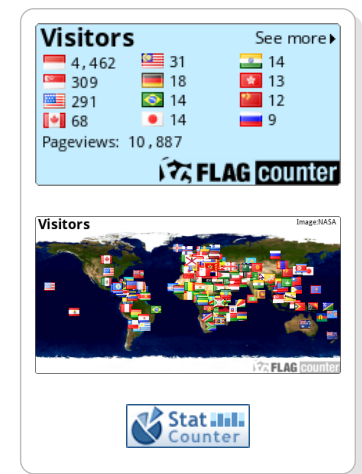 Visitors
See more
4,462 31 14
309 18 13
291 14 12
68 14 9
Pageviews: 10,887
FLAG counter
Visitors
Image:NASA
FLAG counter
Stat
Counter